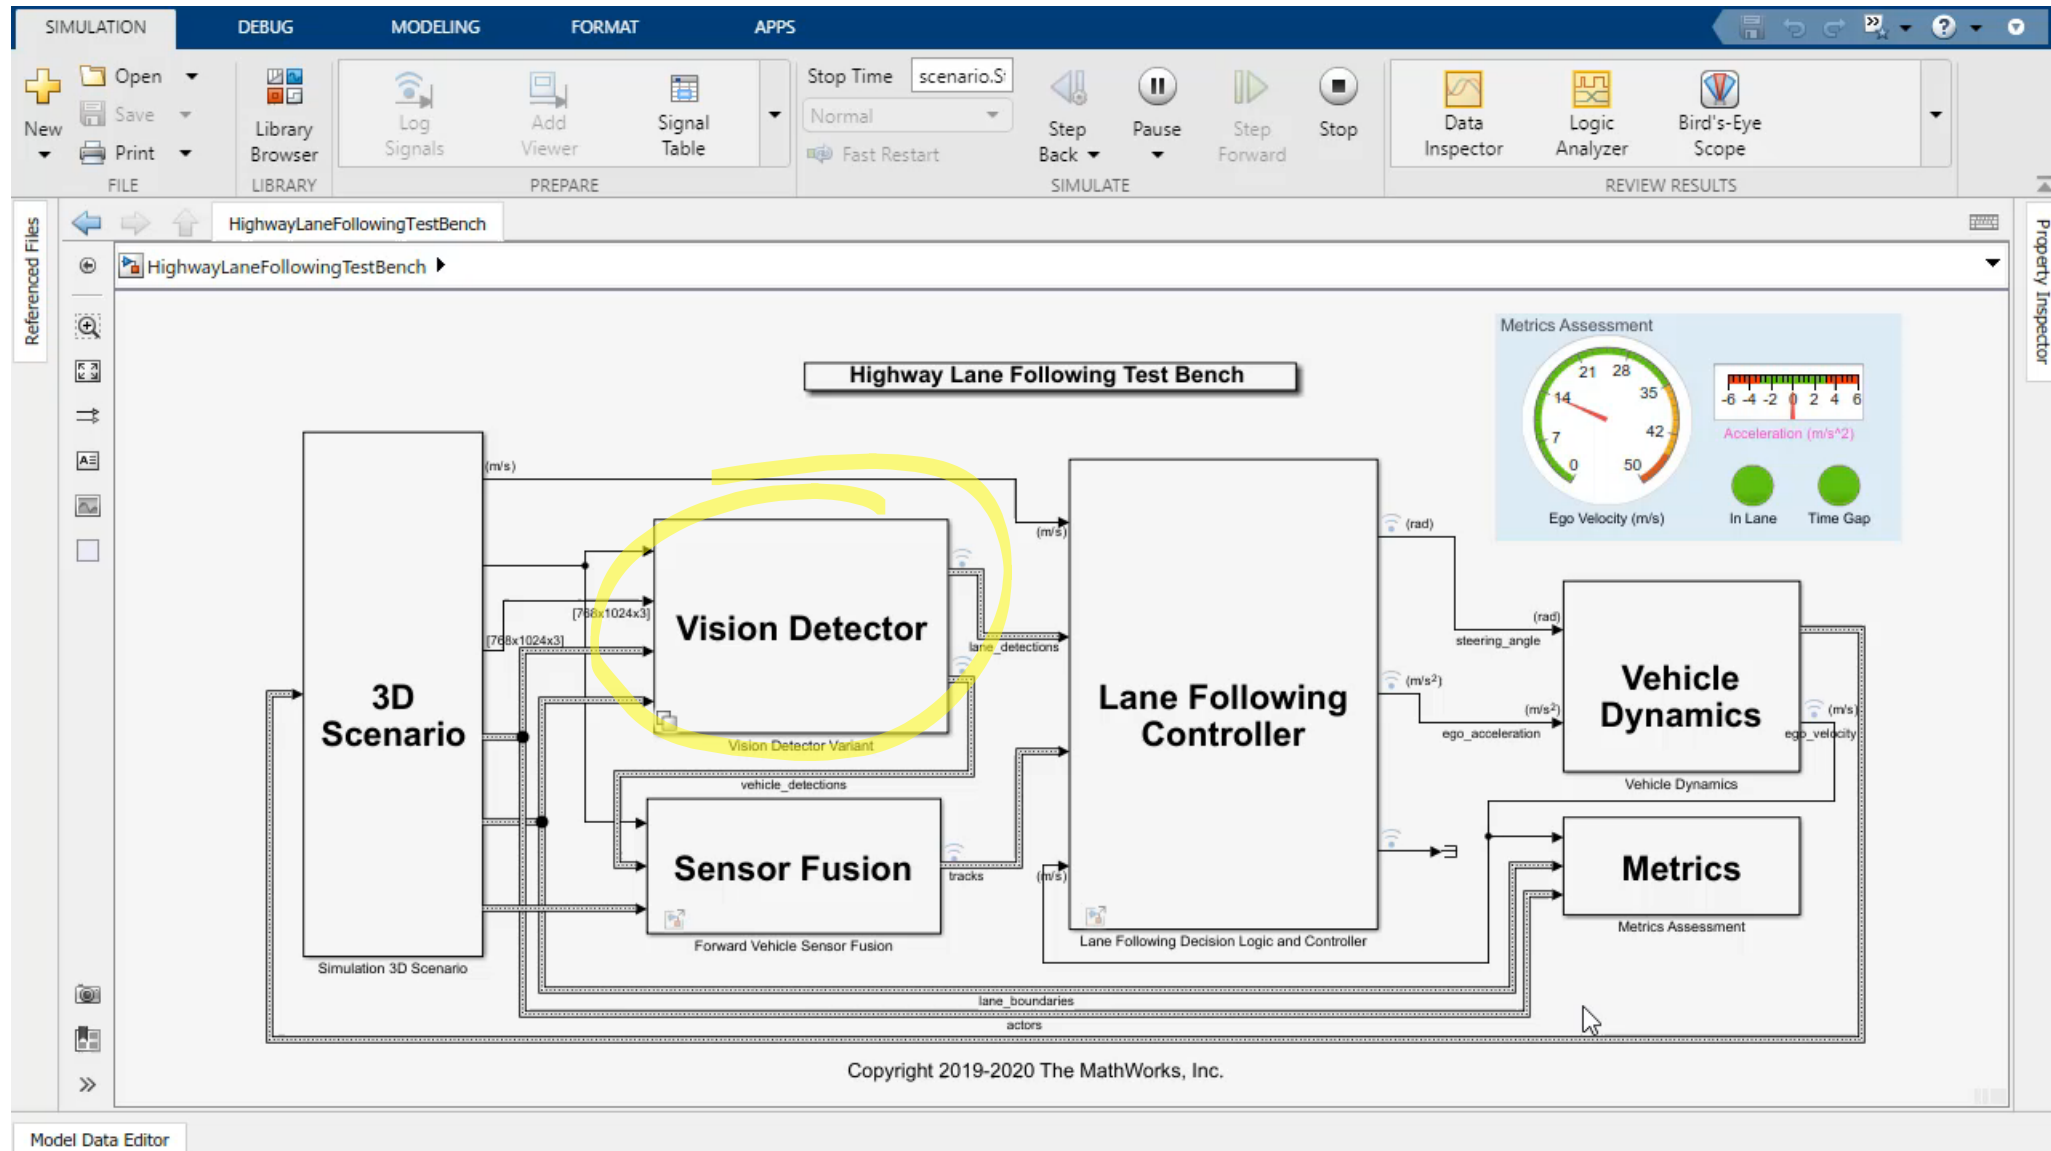 SIMULATION DEBUG MODELING FORMAT APPS
New
Open
Save
Print
FILE
Library
Browser
LIBRARY
Log
Signals
Add
Viewer
Signal
Table
PREPARE
Stop Time scenario.S
Normal
Fast Restart
Step
Back
Pause
Step
Forward
Stop
SIMULATE
Data
Inspector
Logic
Analyzer
Bird's-Eye
Scope
REVIEW RESULTS
Referenced Files
Property Inspector
HighwayLaneFollowingTestBench
HighwayLaneFollowingTestBench
Highway Lane Following Test Bench
Metrics Assessment
0 7 14 21 28 35 42 50
Ego Velocity (m/s)
-6 -4 -2 0 2 4 6
Acceleration (m/s^2)
In Lane
Time Gap
3D
Scenario
Simulation 3D Scenario
(m/s)
[768x1024x3]
[768x1024x3]
Vision Detector
Vision Detector Variant
lane_detections
vehicle_detections
Sensor Fusion
Forward Vehicle Sensor Fusion
tracks
(m/s)
(m/s)
Lane Following
Controller
Lane Following Decision Logic and Controller
(rad)
(rad)
steering_angle
(m/s²)
(m/s²)
ego_acceleration
Vehicle
Dynamics
Vehicle Dynamics
(m/s)
ego_velocity
Metrics
Metrics Assessment
lane_boundaries
actors
Copyright 2019-2020 The MathWorks, Inc.
Model Data Editor